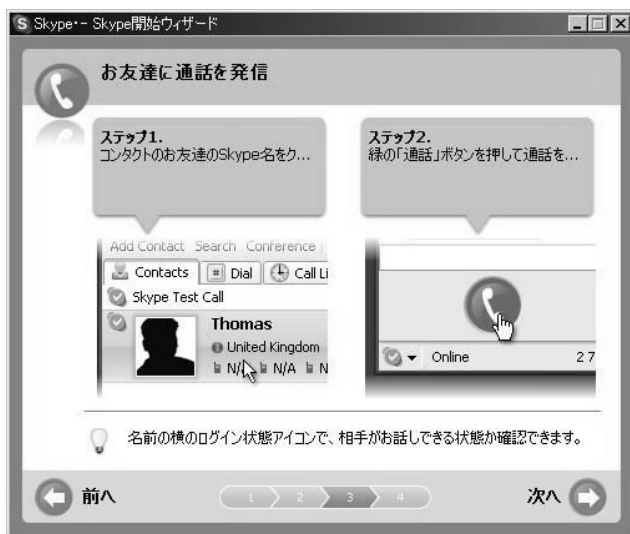 Skype・- Skype開始ウィザード
お友達に通話を発信
ステップ1.
コンタクトのお友達のSkype名をク...
ステップ2.
緑の「通話」ボタンを押して通話を...
Add Contact Search Conference
Contacts Dial Call Li
Skype Test Call
Thomas
United Kingdom
N/A N/A N
Online 2 7
名前の横のログイン状態アイコンで、相手がお話しできる状態か確認できます。
前へ 1 2 3 4 次へ